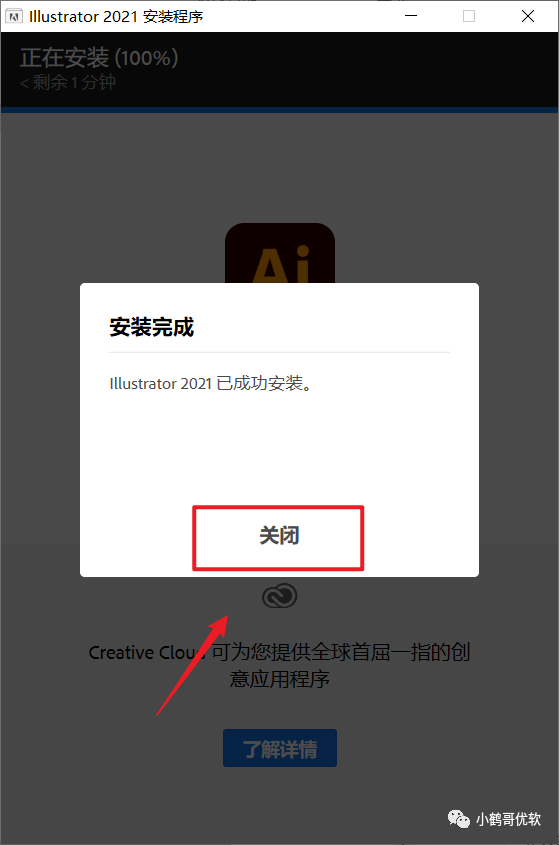 Illustrator 2021 安装程序
正在安装 (100%)
< 剩余 1 分钟
Ai
安装完成
Illustrator 2021 已成功安装。
关闭
Creative Cloud 可为您提供全球首屈一指的创
意应用程序
了解详情
小鹤哥优软